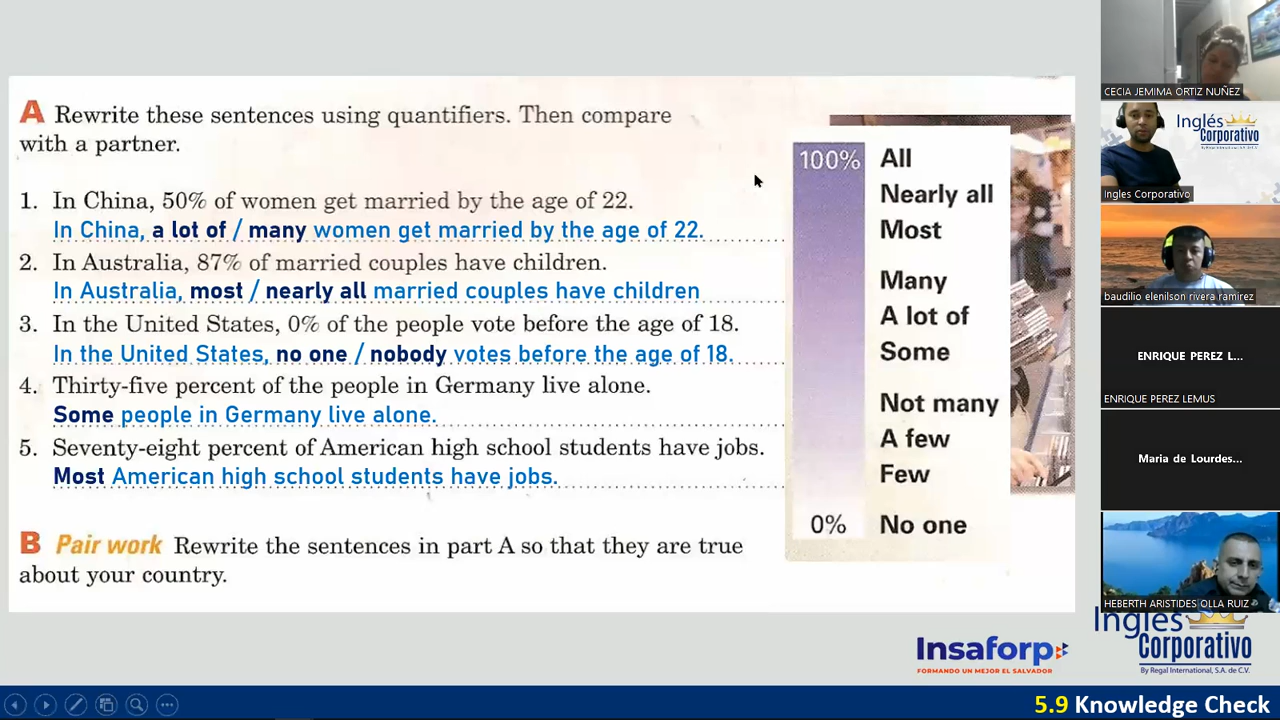 A Rewrite these sentences using quantifiers. Then compare
with a partner.
1. In China, 50% of women get married by the age of 22.
In China, a lot of / many women get married by the age of 22.
2. In Australia, 87% of married couples have children.
In Australia, most / nearly all married couples have children
3. In the United States, 0% of the people vote before the age of 18.
In the United States, no one / nobody votes before the age of 18.
4. Thirty-five percent of the people in Germany live alone.
Some people in Germany live alone.
5. Seventy-eight percent of American high school students have jobs.
Most American high school students have jobs.
B Pair work Rewrite the sentences in part A so that they are true
about your country.
100% All
Nearly all
Most
Many
A lot of
Some
Not many
A few
Few
0% No one
CECIA JEMIMA ORTIZ NUÑEZ
Inglés
Corporativo
By Regal International, S.A. de C.V.
Ingles Corporativo
baudilio elenilson rivera ramirez
ENRIQUE PEREZ L...
ENRIQUE PEREZ LEMUS
Maria de Lourdes...
HEBERTH ARISTIDES OLLA RUIZ
Insaforp
FORMANDO UN MEJOR EL SALVADOR
Inglés
Corporativo
By Regal International, S.A. de C.V.
5.9 Knowledge Check